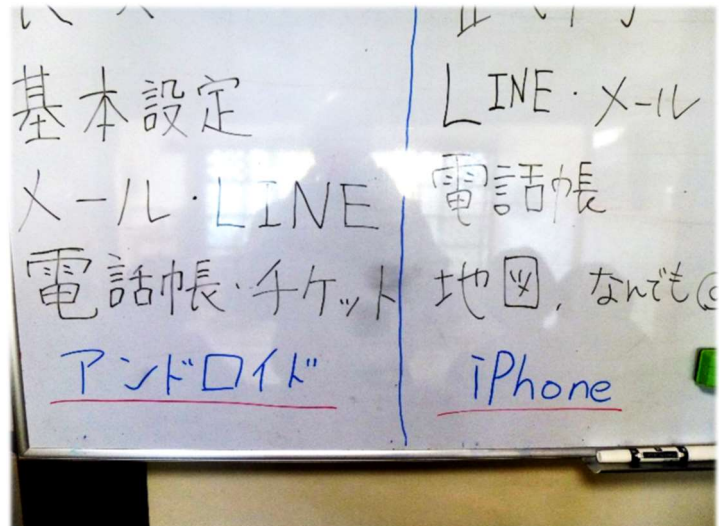 基本設定
メール・LINE
電話帳・チケット
アンドロイド
LINE・メール
電話帳
地図、なんでも
iPhone